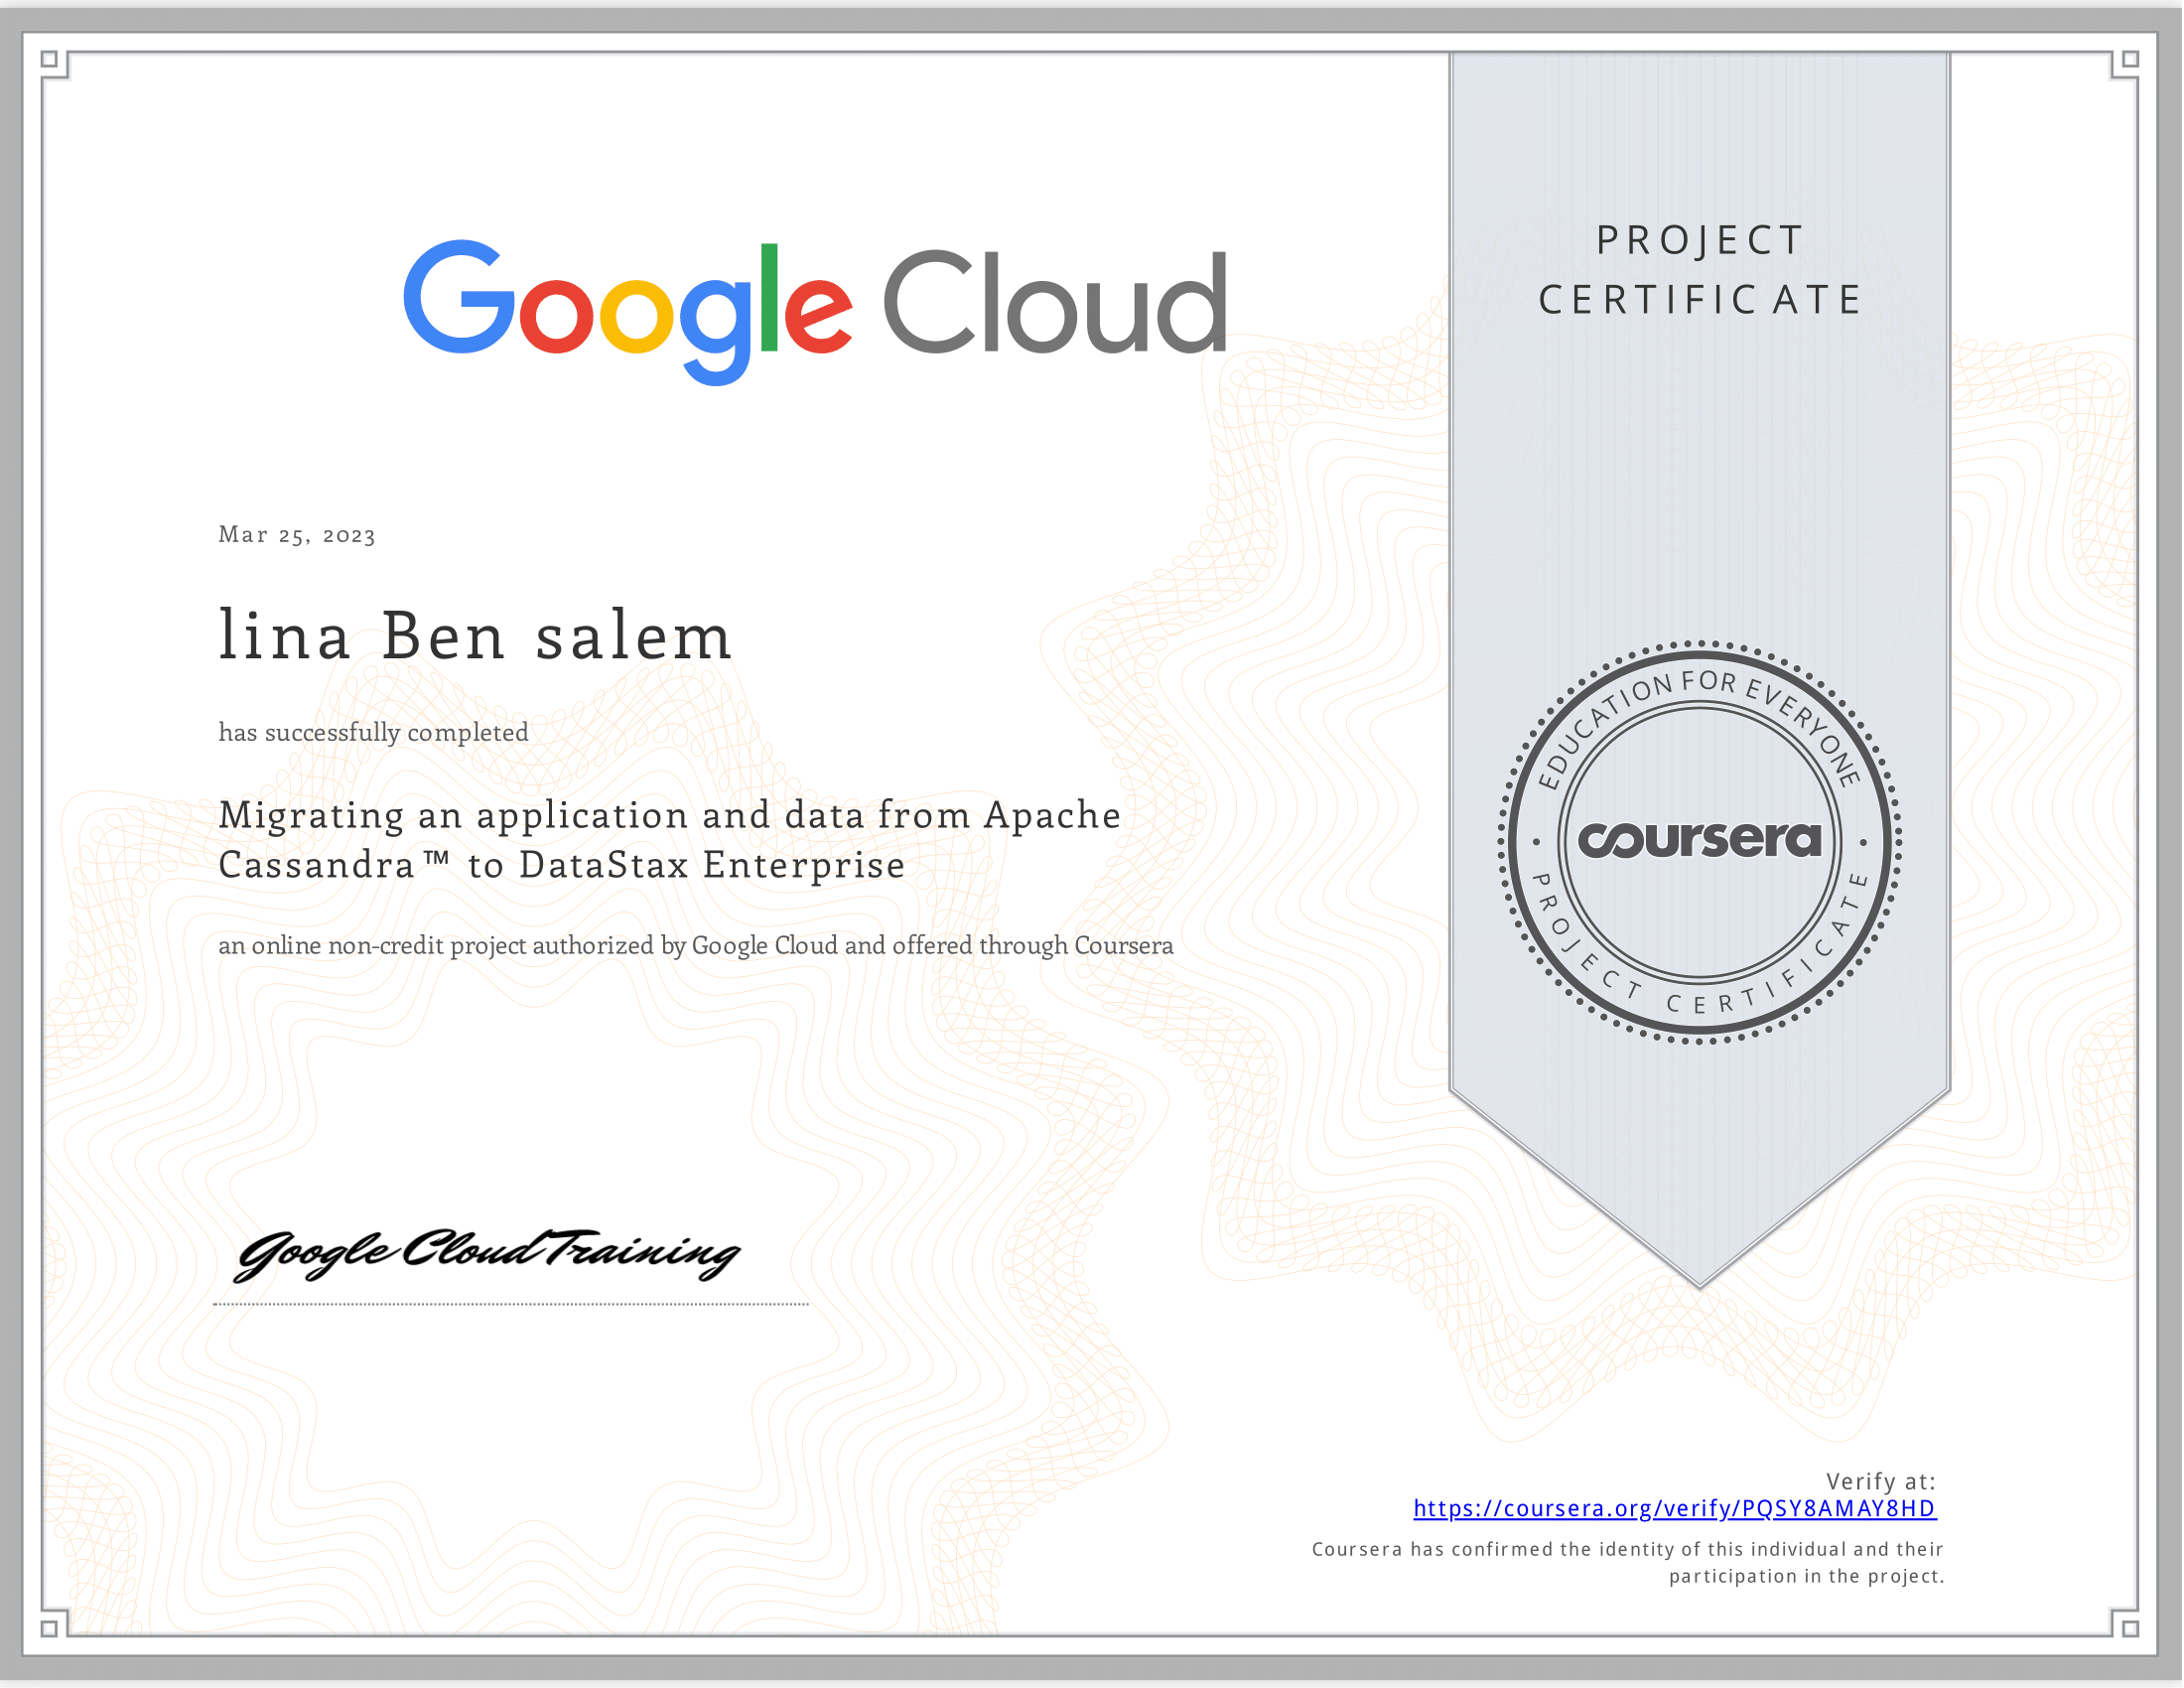 Google Cloud
PROJECT
CERTIFICATE
Mar 25, 2023
lina Ben salem
has successfully completed
Migrating an application and data from Apache
Cassandra™ to DataStax Enterprise
an online non-credit project authorized by Google Cloud and offered through Coursera
EDUCATION FOR EVERYONE
coursera
PROJECT CERTIFICATE
Google Cloud Training
Verify at:
https://coursera.org/verify/PQSY8AMAY8HD
Coursera has confirmed the identity of this individual and their
participation in the project.